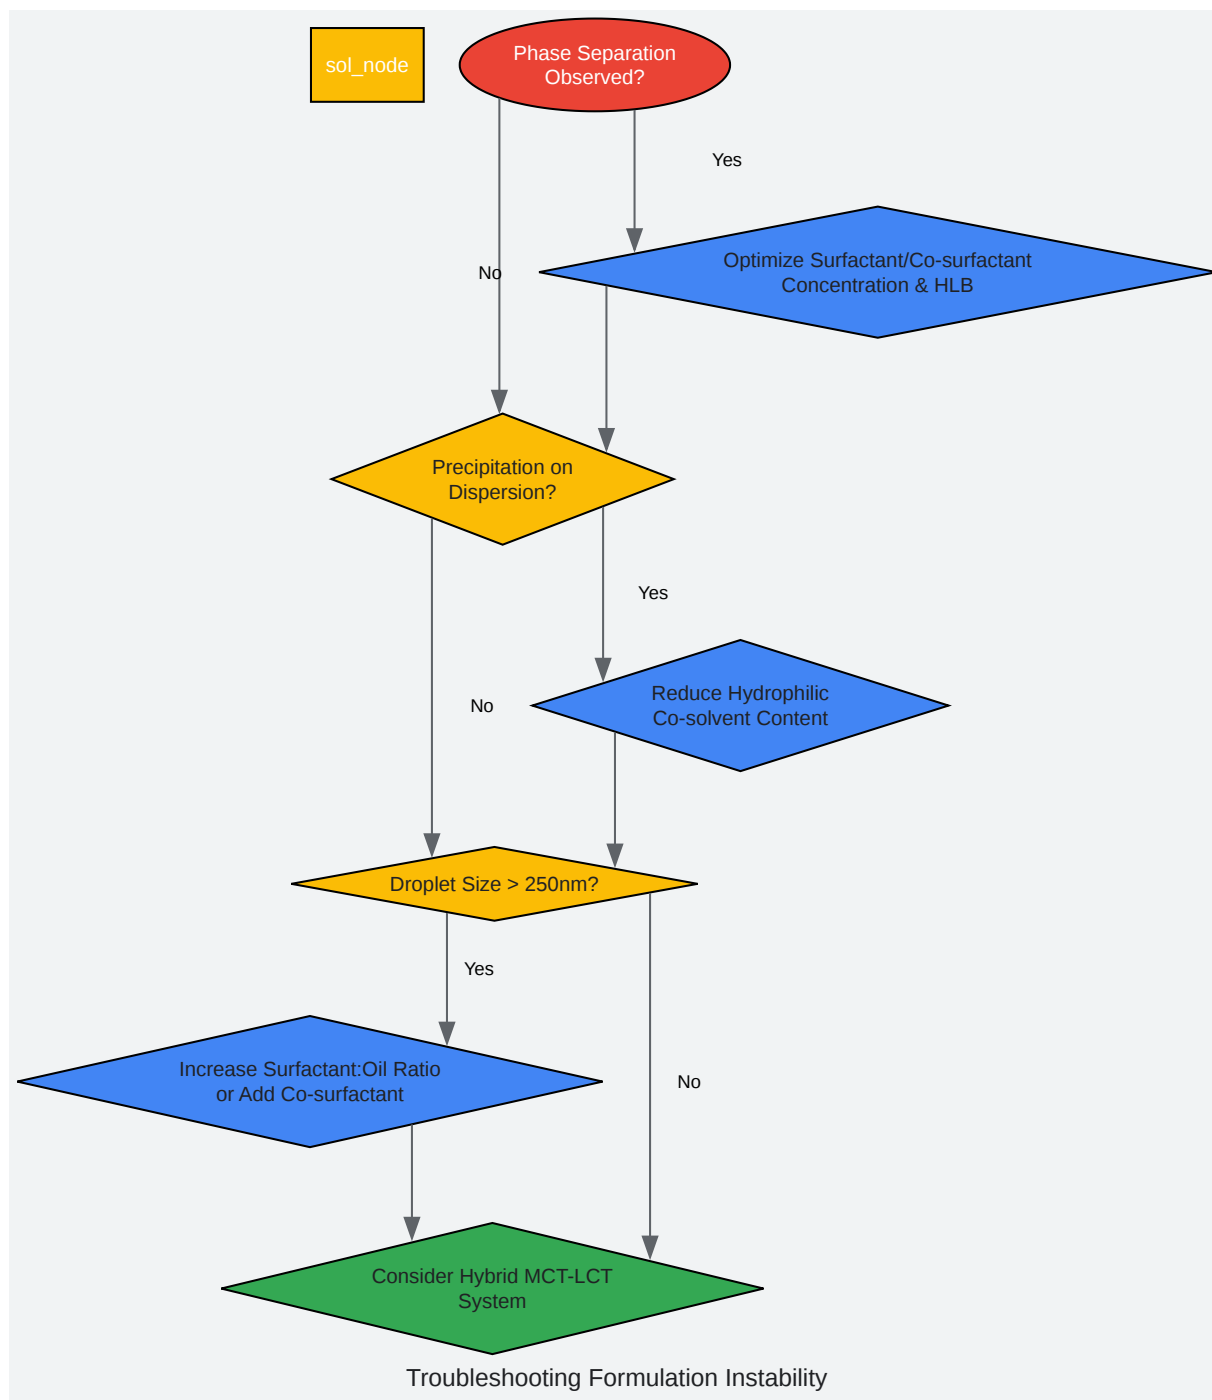 sol_node
Phase Separation
Observed?
Yes
No
Optimize Surfactant/Co-surfactant
Concentration & HLB
Precipitation on
Dispersion?
Yes
No
Reduce Hydrophilic
Co-solvent Content
Droplet Size > 250nm?
Yes
Increase Surfactant:Oil Ratio
or Add Co-surfactant
No
Consider Hybrid MCT-LCT
System
Troubleshooting Formulation Instability